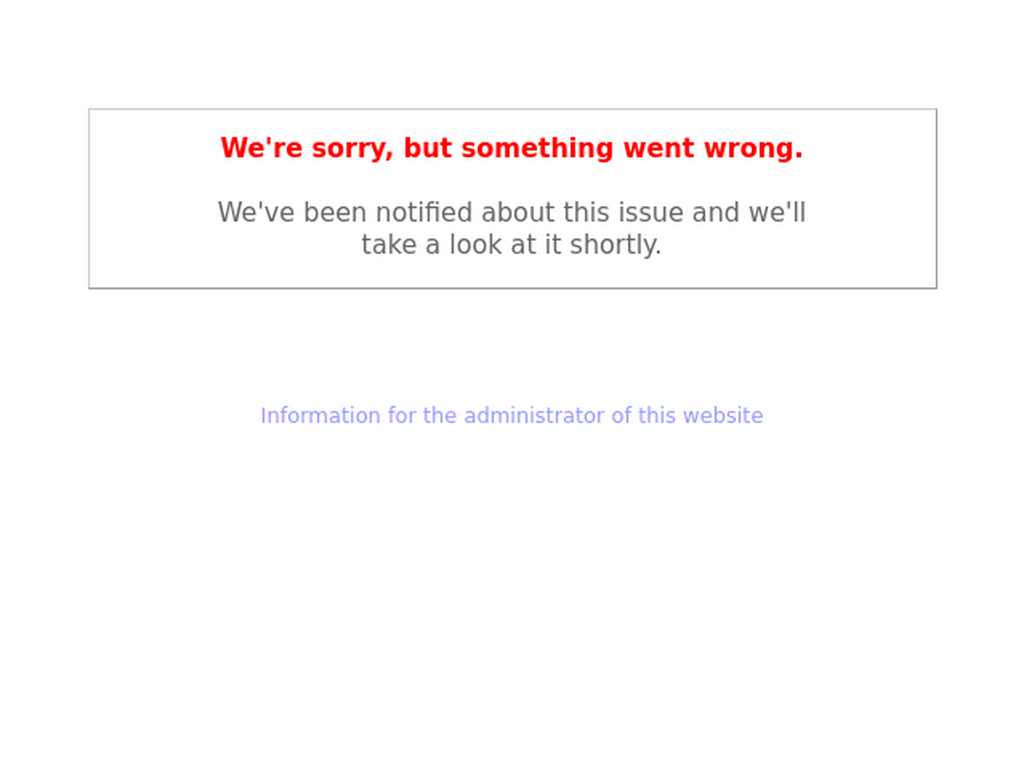 We're sorry, but something went wrong.
We've been notified about this issue and we'll
take a look at it shortly.
Information for the administrator of this website